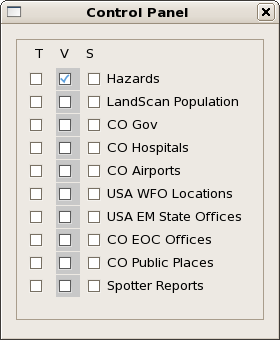 Control Panel
T V S
Hazards
LandScan Population
CO Gov
CO Hospitals
CO Airports
USA WFO Locations
USA EM State Offices
CO EOC Offices
CO Public Places
Spotter Reports